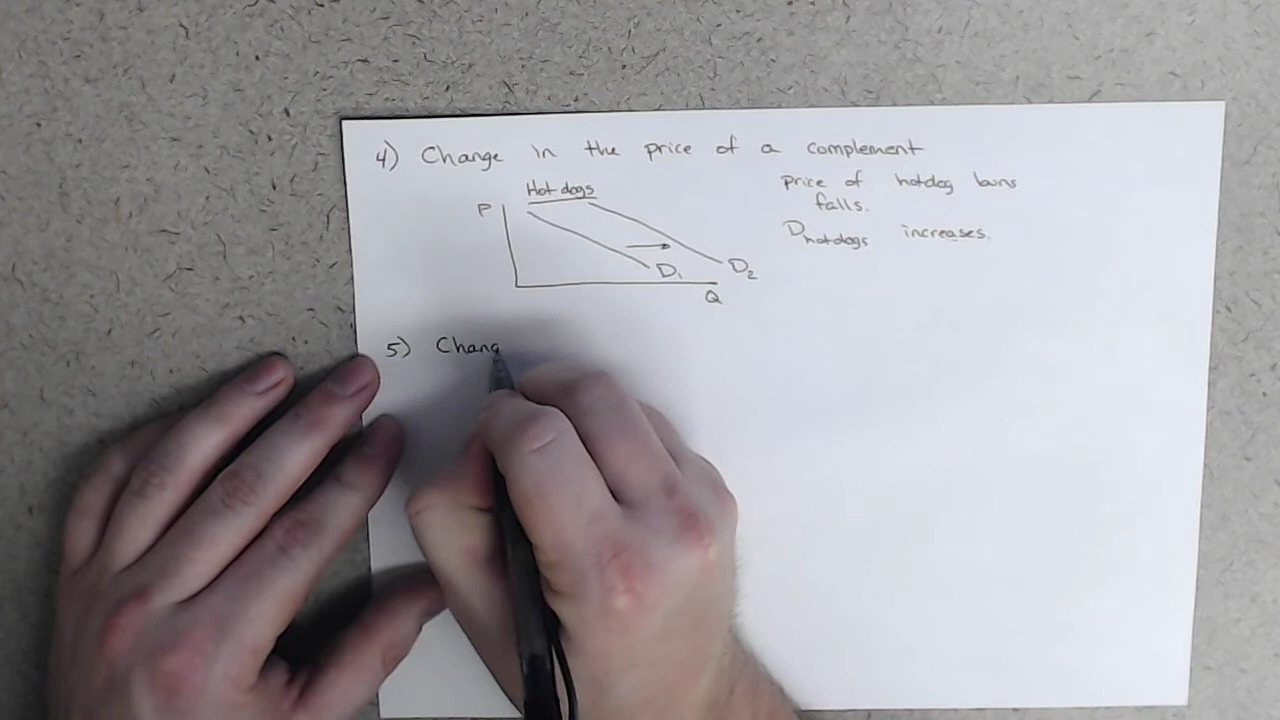 4) Change in the price of a complement
Hot dogs
P
D₁
D₂
Q
Price of hotdog buns
falls.
Dhotdogs increases.
5) Chang